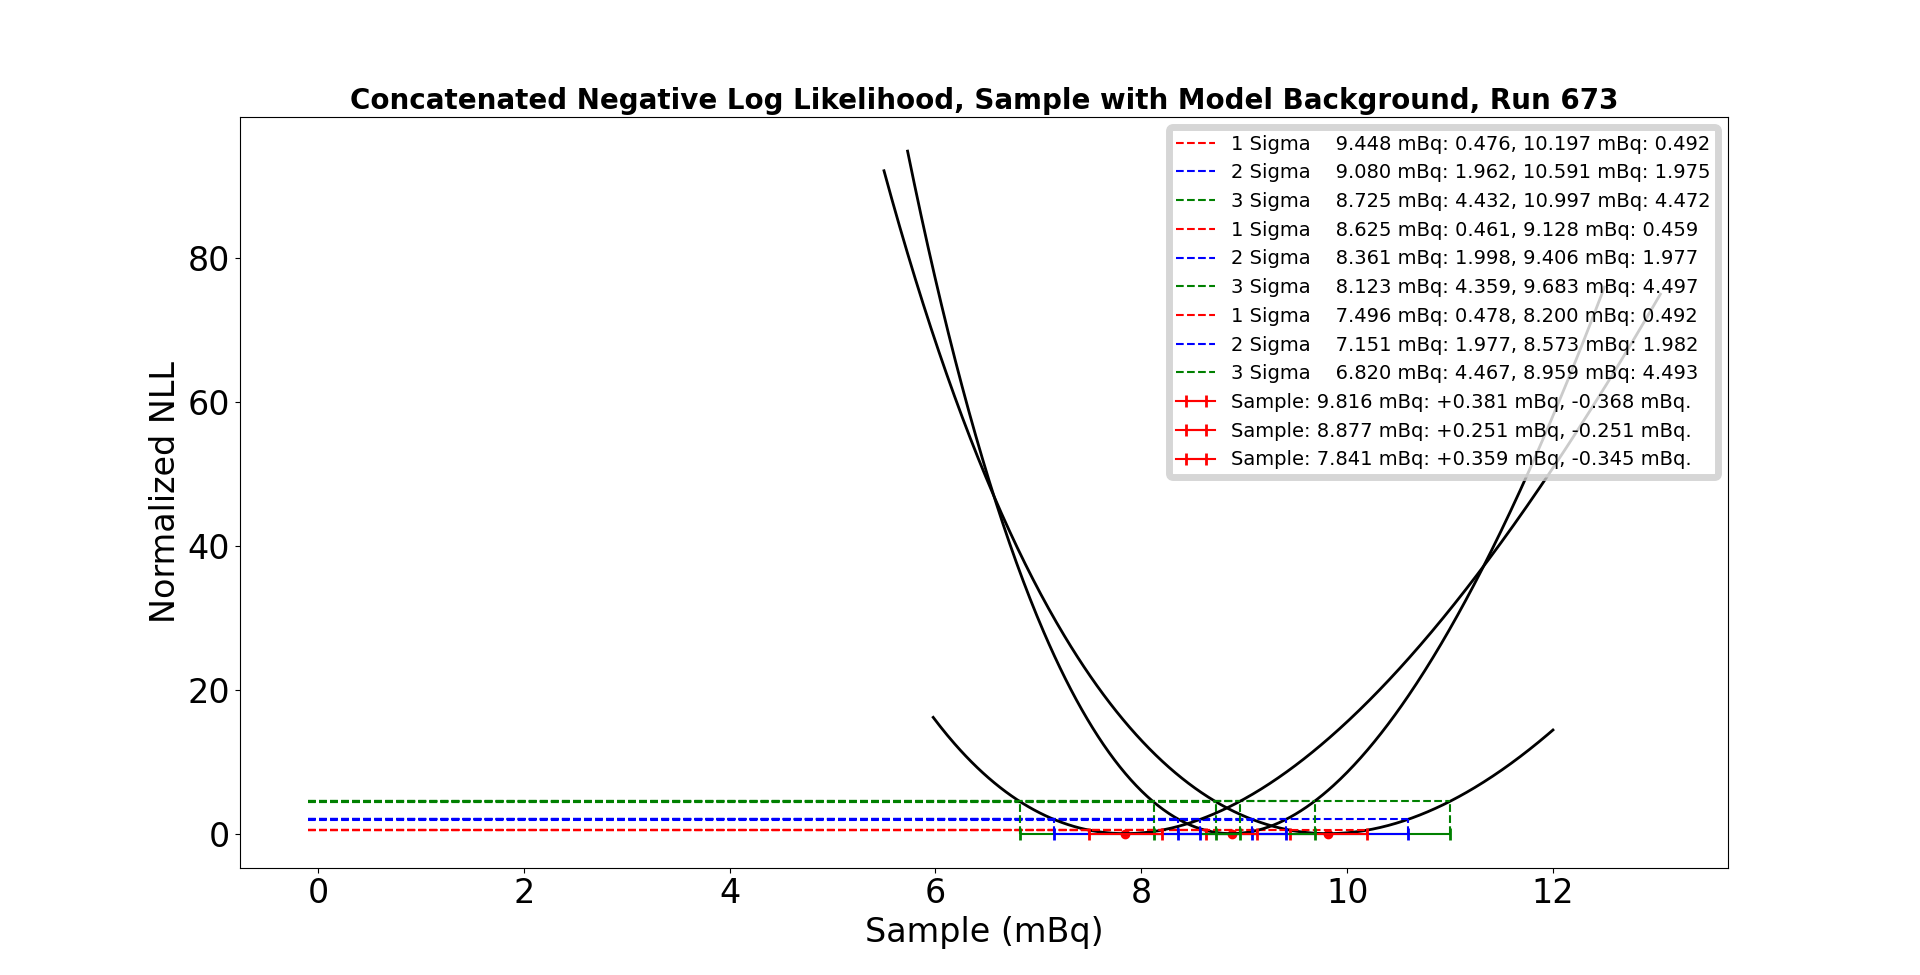 Concatenated Negative Log Likelihood, Sample with Model Background, Run 673
1 Sigma 9.448 mBq: 0.476, 10.197 mBq: 0.492
2 Sigma 9.080 mBq: 1.962, 10.591 mBq: 1.975
3 Sigma 8.725 mBq: 4.432, 10.997 mBq: 4.472
1 Sigma 8.625 mBq: 0.461, 9.128 mBq: 0.459
2 Sigma 8.361 mBq: 1.998, 9.406 mBq: 1.977
3 Sigma 8.123 mBq: 4.359, 9.683 mBq: 4.497
1 Sigma 7.496 mBq: 0.478, 8.200 mBq: 0.492
2 Sigma 7.151 mBq: 1.977, 8.573 mBq: 1.982
3 Sigma 6.820 mBq: 4.467, 8.959 mBq: 4.493
Sample: 9.816 mBq: +0.381 mBq, -0.368 mBq.
Sample: 8.877 mBq: +0.251 mBq, -0.251 mBq.
Sample: 7.841 mBq: +0.359 mBq, -0.345 mBq.
Normalized NLL
80
60
40
20
0
0 2 4 6 8 10 12
Sample (mBq)